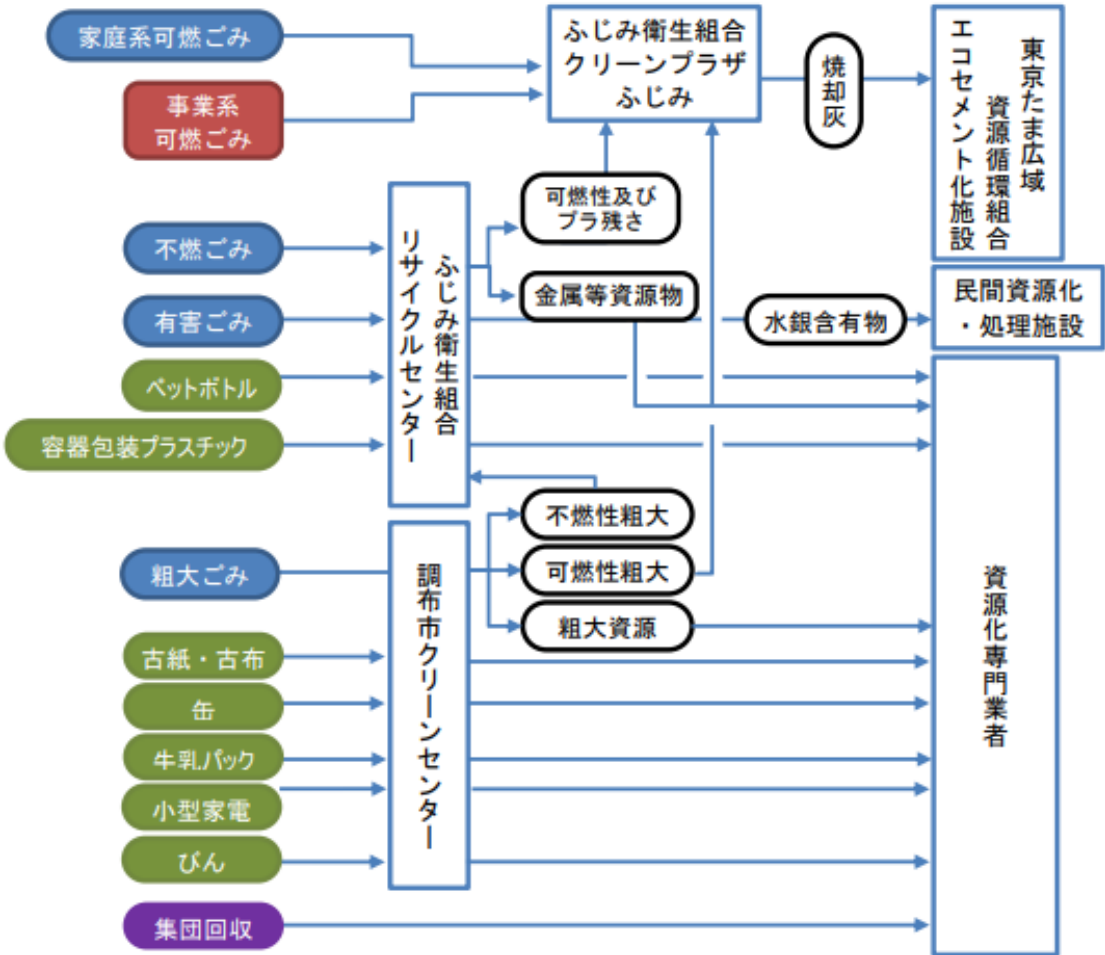 家庭系可燃ごみ
事業系
可燃ごみ
不燃ごみ
有害ごみ
ペットボトル
容器包装プラスチック
粗大ごみ
古紙・古布
缶
牛乳パック
小型家電
びん
集団回収
ふじみ衛生組合
リサイクルセンター
調布市クリーンセンター
ふじみ衛生組合
クリーンプラザ
ふじみ
可燃性及び
プラ残さ
金属等資源物
不燃性粗大
可燃性粗大
粗大資源
焼却灰
水銀含有物
東京たま広域
資源循環組合
エコセメント化施設
民間資源化
・処理施設
資源化専門業者